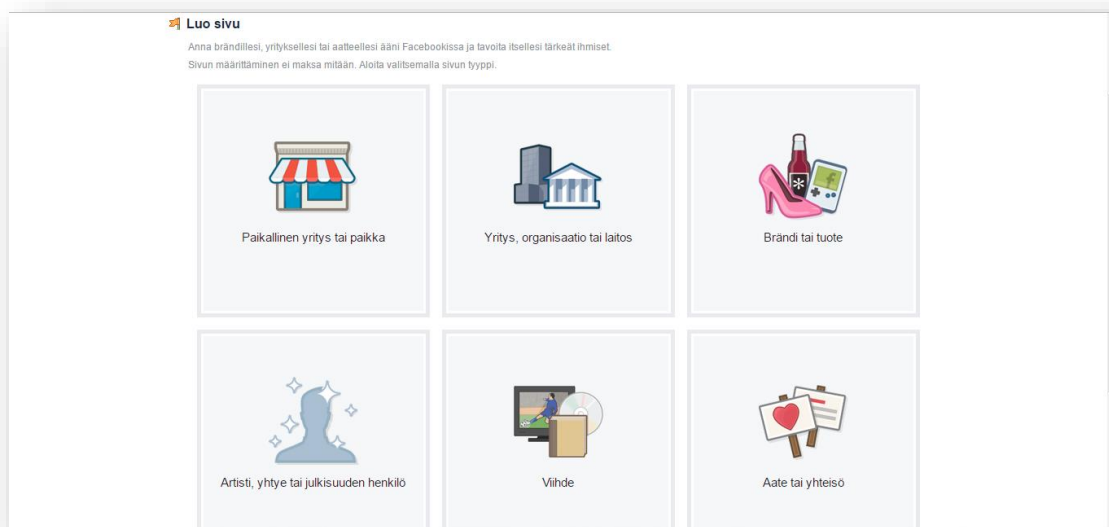 Luo sivu
Anna brändillesi, yrityksellesi tai aatteellesi ääni Facebookissa ja tavoita itsellesi tärkeät ihmiset.
Sivun määrittäminen ei maksa mitään. Aloita valitsemalla sivun tyyppi.
Paikallinen yritys tai paikka
Yritys, organisaatio tai laitos
Brändi tai tuote
Artisti, yhtye tai julkisuuden henkilö
Viihde
Aate tai yhteisö